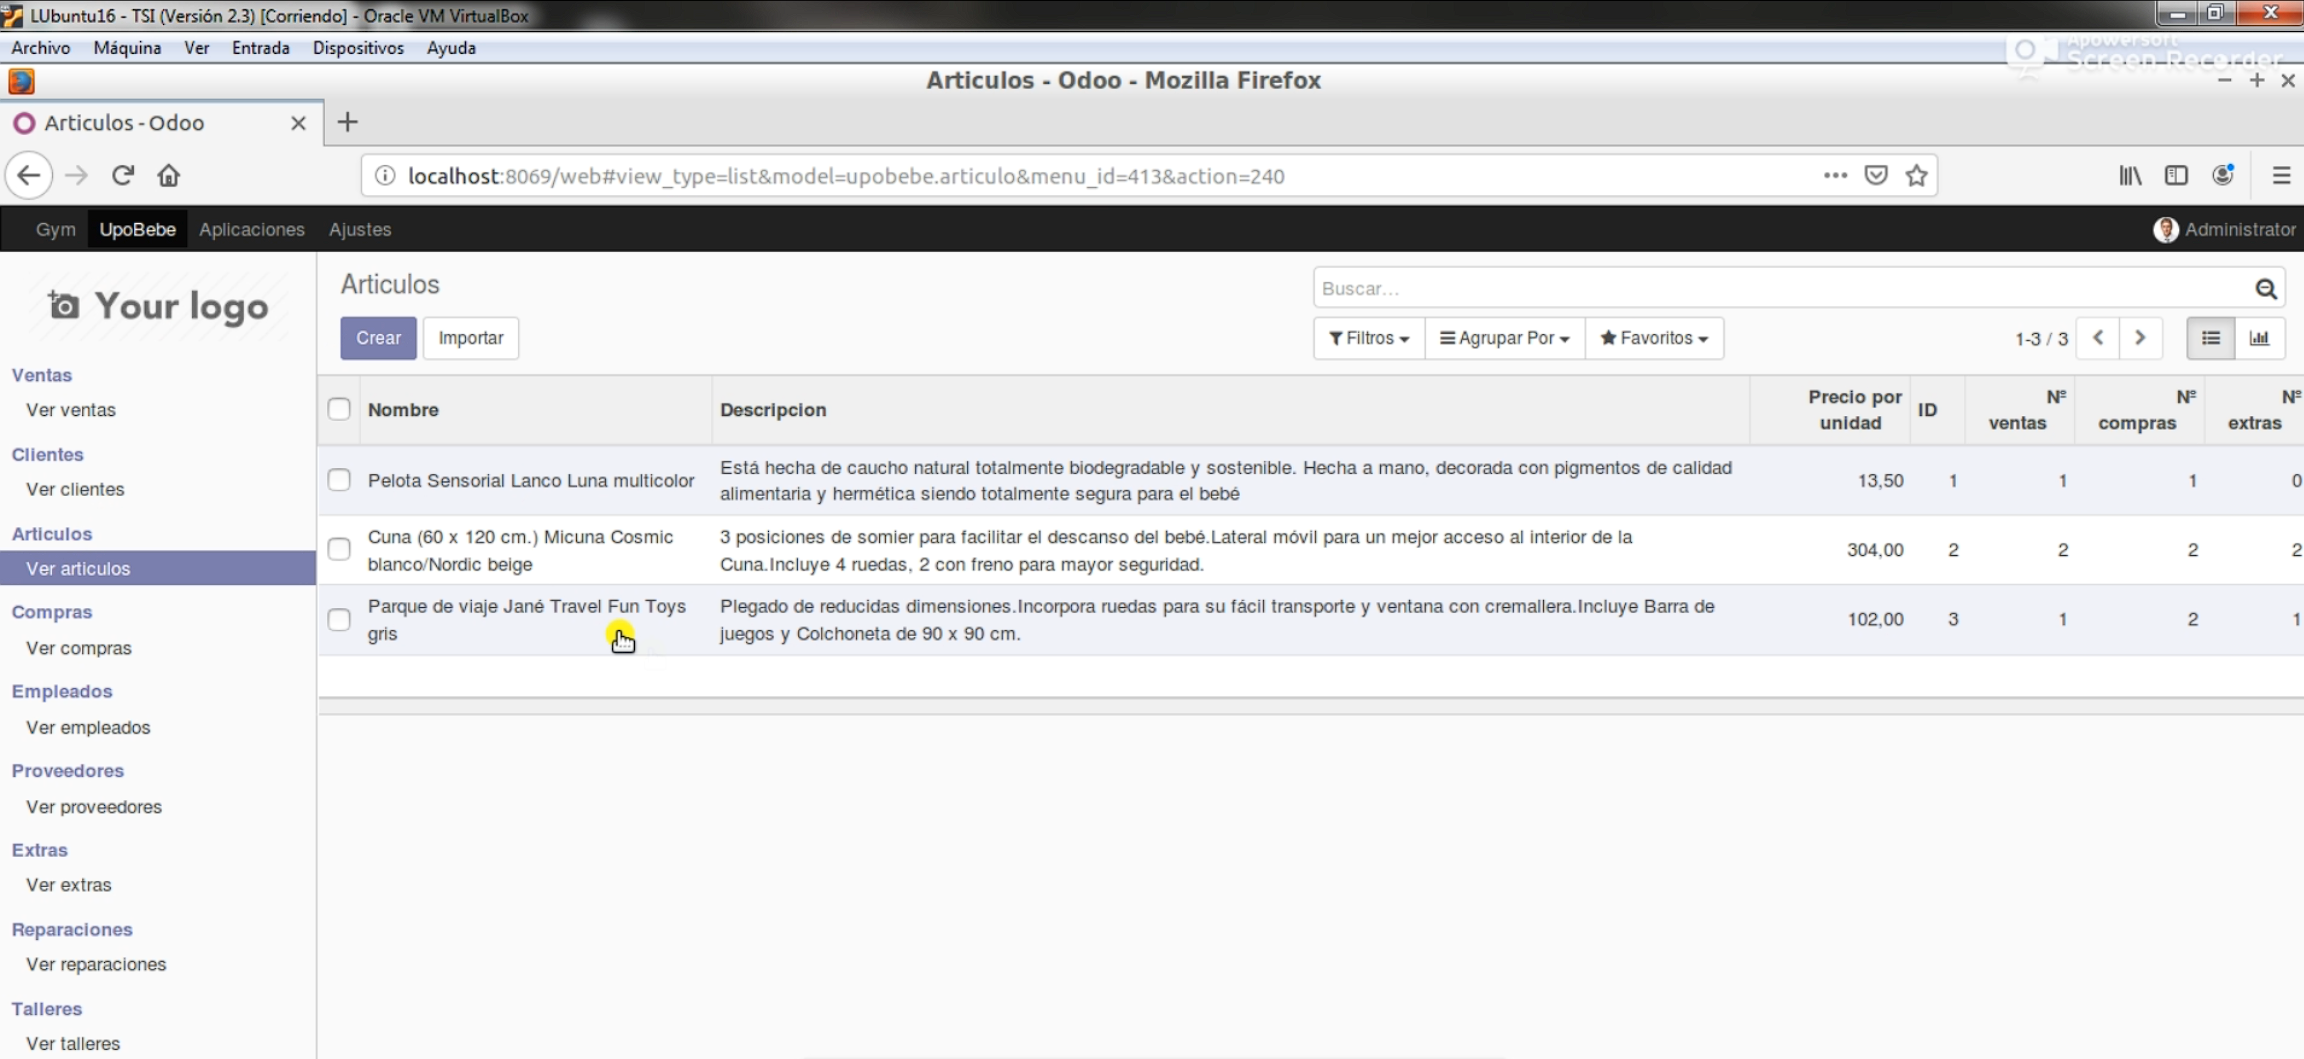 LUbuntu16 - TSI (Versión 2.3) [Corriendo] - Oracle VM VirtualBox
Archivo Máquina Ver Entrada Dispositivos Ayuda
Apowersoft
Screen Recorder
Articulos - Odoo - Mozilla Firefox
Articulos - Odoo
localhost:8069/web#view_type=list&model=upobebe.articulo&menu_id=413&action=240
Gym UpoBebe Aplicaciones Ajustes Administrator
Your logo
Ventas
Ver ventas
Clientes
Ver clientes
Articulos
Ver articulos
Compras
Ver compras
Empleados
Ver empleados
Proveedores
Ver proveedores
Extras
Ver extras
Reparaciones
Ver reparaciones
Talleres
Ver talleres
Articulos
Buscar...
Crear Importar
Filtros Agrupar Por Favoritos 1-3 / 3
Nombre Descripcion Precio por unidad ID Nº ventas Nº compras Nº extras
Pelota Sensorial Lanco Luna multicolor Está hecha de caucho natural totalmente biodegradable y sostenible. Hecha a mano, decorada con pigmentos de calidad 13,50 1 1 1 0
alimentaria y hermética siendo totalmente segura para el bebé
Cuna (60 x 120 cm.) Micuna Cosmic 3 posiciones de somier para facilitar el descanso del bebé.Lateral móvil para un mejor acceso al interior de la 304,00 2 2 2 2
blanco/Nordic beige Cuna.Incluye 4 ruedas, 2 con freno para mayor seguridad.
Parque de viaje Jané Travel Fun Toys Plegado de reducidas dimensiones.Incorpora ruedas para su fácil transporte y ventana con cremallera.Incluye Barra de 102,00 3 1 2 1
gris juegos y Colchoneta de 90 x 90 cm.